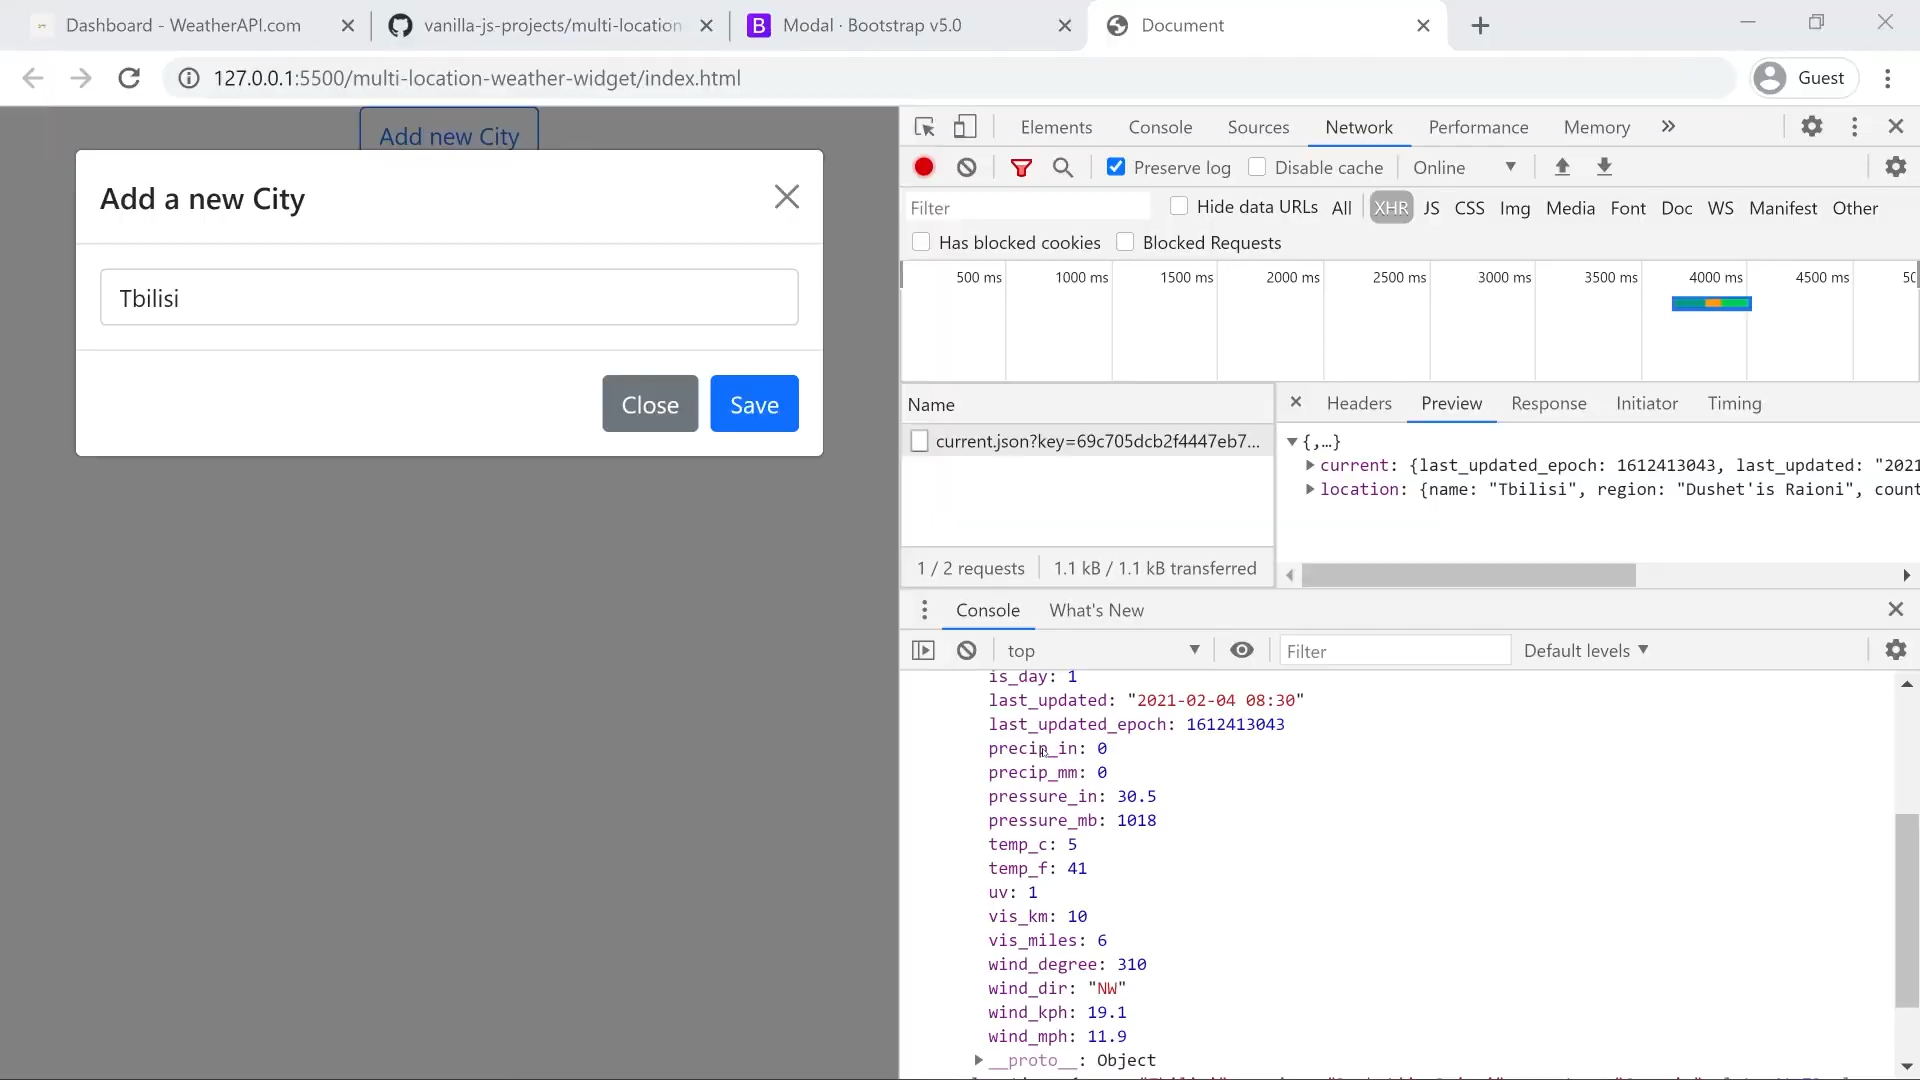 Dashboard - WeatherAPI.com
vanilla-js-projects/multi-location
Modal · Bootstrap v5.0
Document
127.0.0.1:5500/multi-location-weather-widget/index.html
Guest
Add new City
Add a new City
Tbilisi
Close
Save
Elements
Console
Sources
Network
Performance
Memory
Preserve log
Disable cache
Online
Filter
Hide data URLs
All
XHR
JS
CSS
Img
Media
Font
Doc
WS
Manifest
Other
Has blocked cookies
Blocked Requests
500 ms
1000 ms
1500 ms
2000 ms
2500 ms
3000 ms
3500 ms
4000 ms
4500 ms
Name
current.json?key=69c705dcb2f4447eb7...
1 / 2 requests
1.1 kB / 1.1 kB transferred
Headers
Preview
Response
Initiator
Timing
{,…}
current: {last_updated_epoch: 1612413043, last_updated: "2021
location: {name: "Tbilisi", region: "Dushet'is Raioni", count
Console
What's New
top
Filter
Default levels
is_day: 1
last_updated: "2021-02-04 08:30"
last_updated_epoch: 1612413043
precip_in: 0
precip_mm: 0
pressure_in: 30.5
pressure_mb: 1018
temp_c: 5
temp_f: 41
uv: 1
vis_km: 10
vis_miles: 6
wind_degree: 310
wind_dir: "NW"
wind_kph: 19.1
wind_mph: 11.9
__proto__: Object